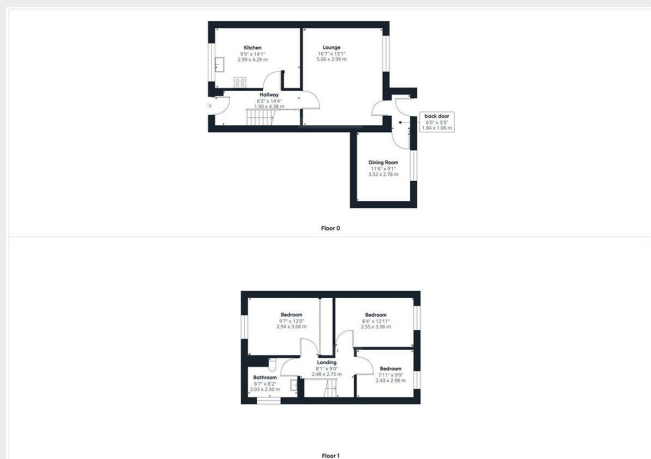 Kitchen
9'9" x 14'1"
2.99 x 4.29 m
Lounge
16'7" x 13'1"
5.06 x 3.99 m
Hallway
6'2" x 14'4"
1.90 x 4.38 m
back door
6'0" x 3'5"
1.84 x 1.06 m
Dining Room
11'6" x 9'1"
3.52 x 2.78 m
Floor 0
Bedroom
9'7" x 12'0"
2.94 x 3.68 m
Bedroom
8'4" x 12'11"
2.55 x 3.96 m
Landing
8'1" x 9'0"
2.48 x 2.75 m
Bathroom
6'7" x 8'2"
2.03 x 2.50 m
Bedroom
7'11" x 9'9"
2.43 x 2.98 m
Floor 1